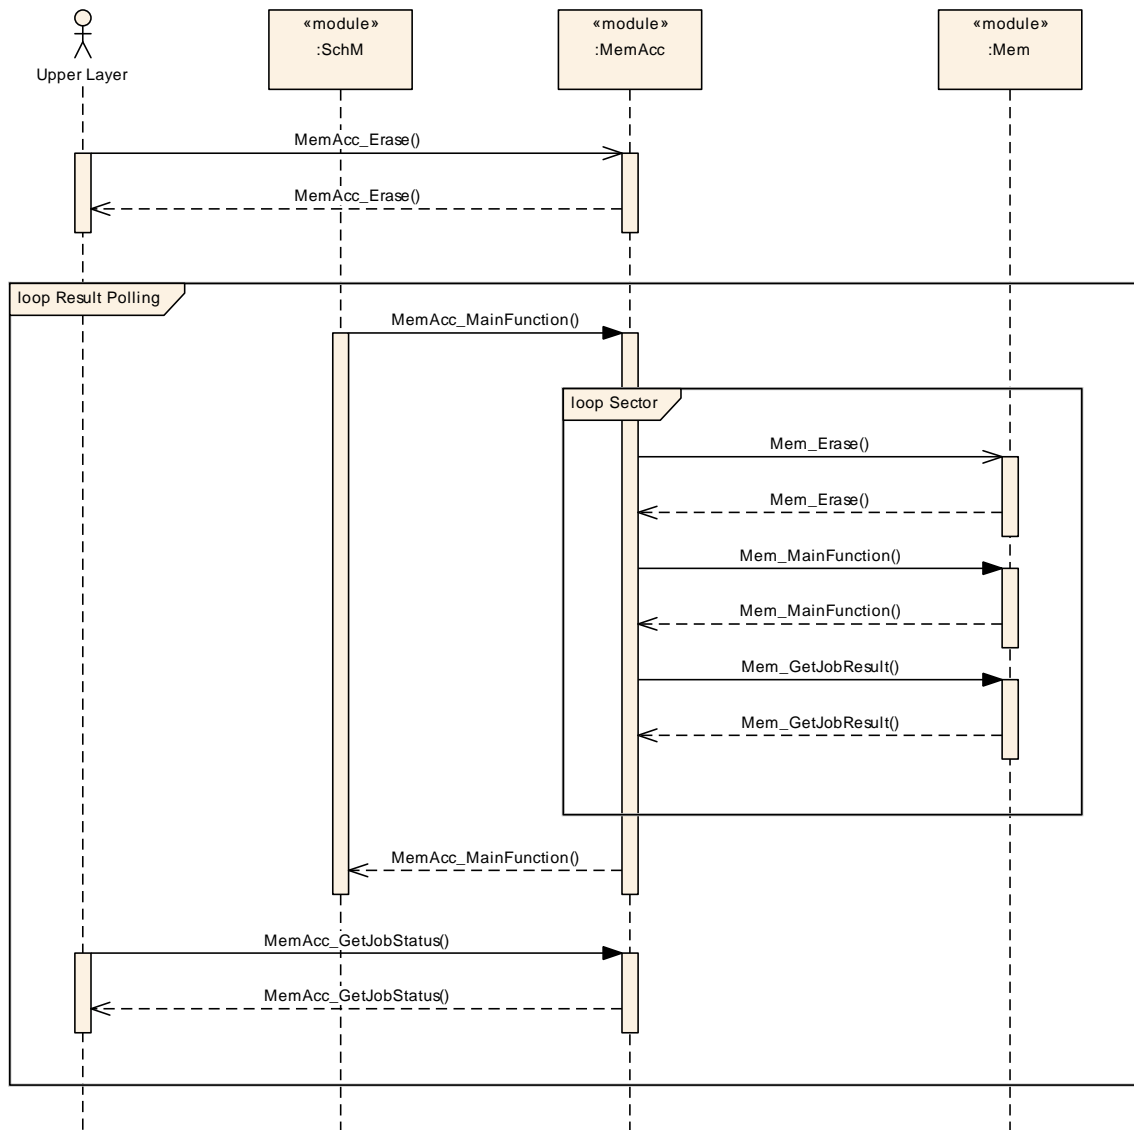 «module»
:SchM
«module»
:MemAcc
«module»
:Mem
Upper Layer
MemAcc_Erase()
MemAcc_Erase()
loop Result Polling
MemAcc_MainFunction()
loop Sector
Mem_Erase()
Mem_Erase()
Mem_MainFunction()
Mem_MainFunction()
Mem_GetJobResult()
Mem_GetJobResult()
MemAcc_MainFunction()
MemAcc_GetJobStatus()
MemAcc_GetJobStatus()